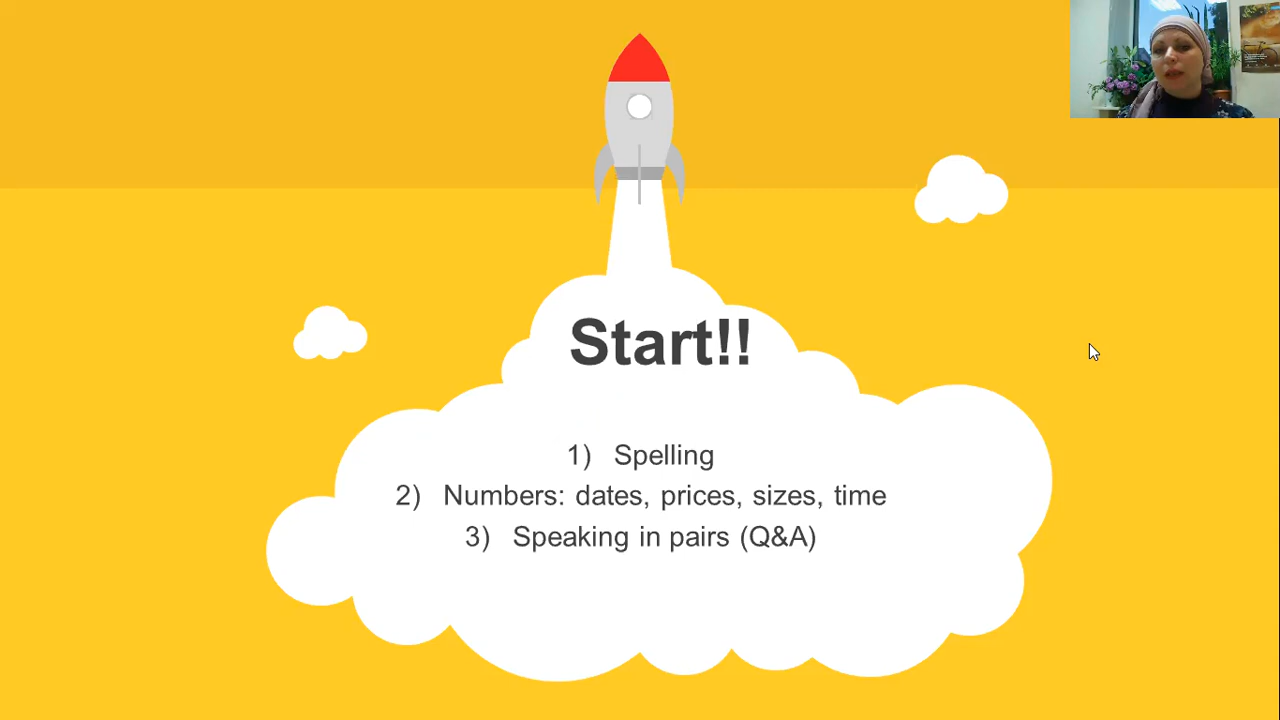 Start!!
1) Spelling
2) Numbers: dates, prices, sizes, time
3) Speaking in pairs (Q&A)